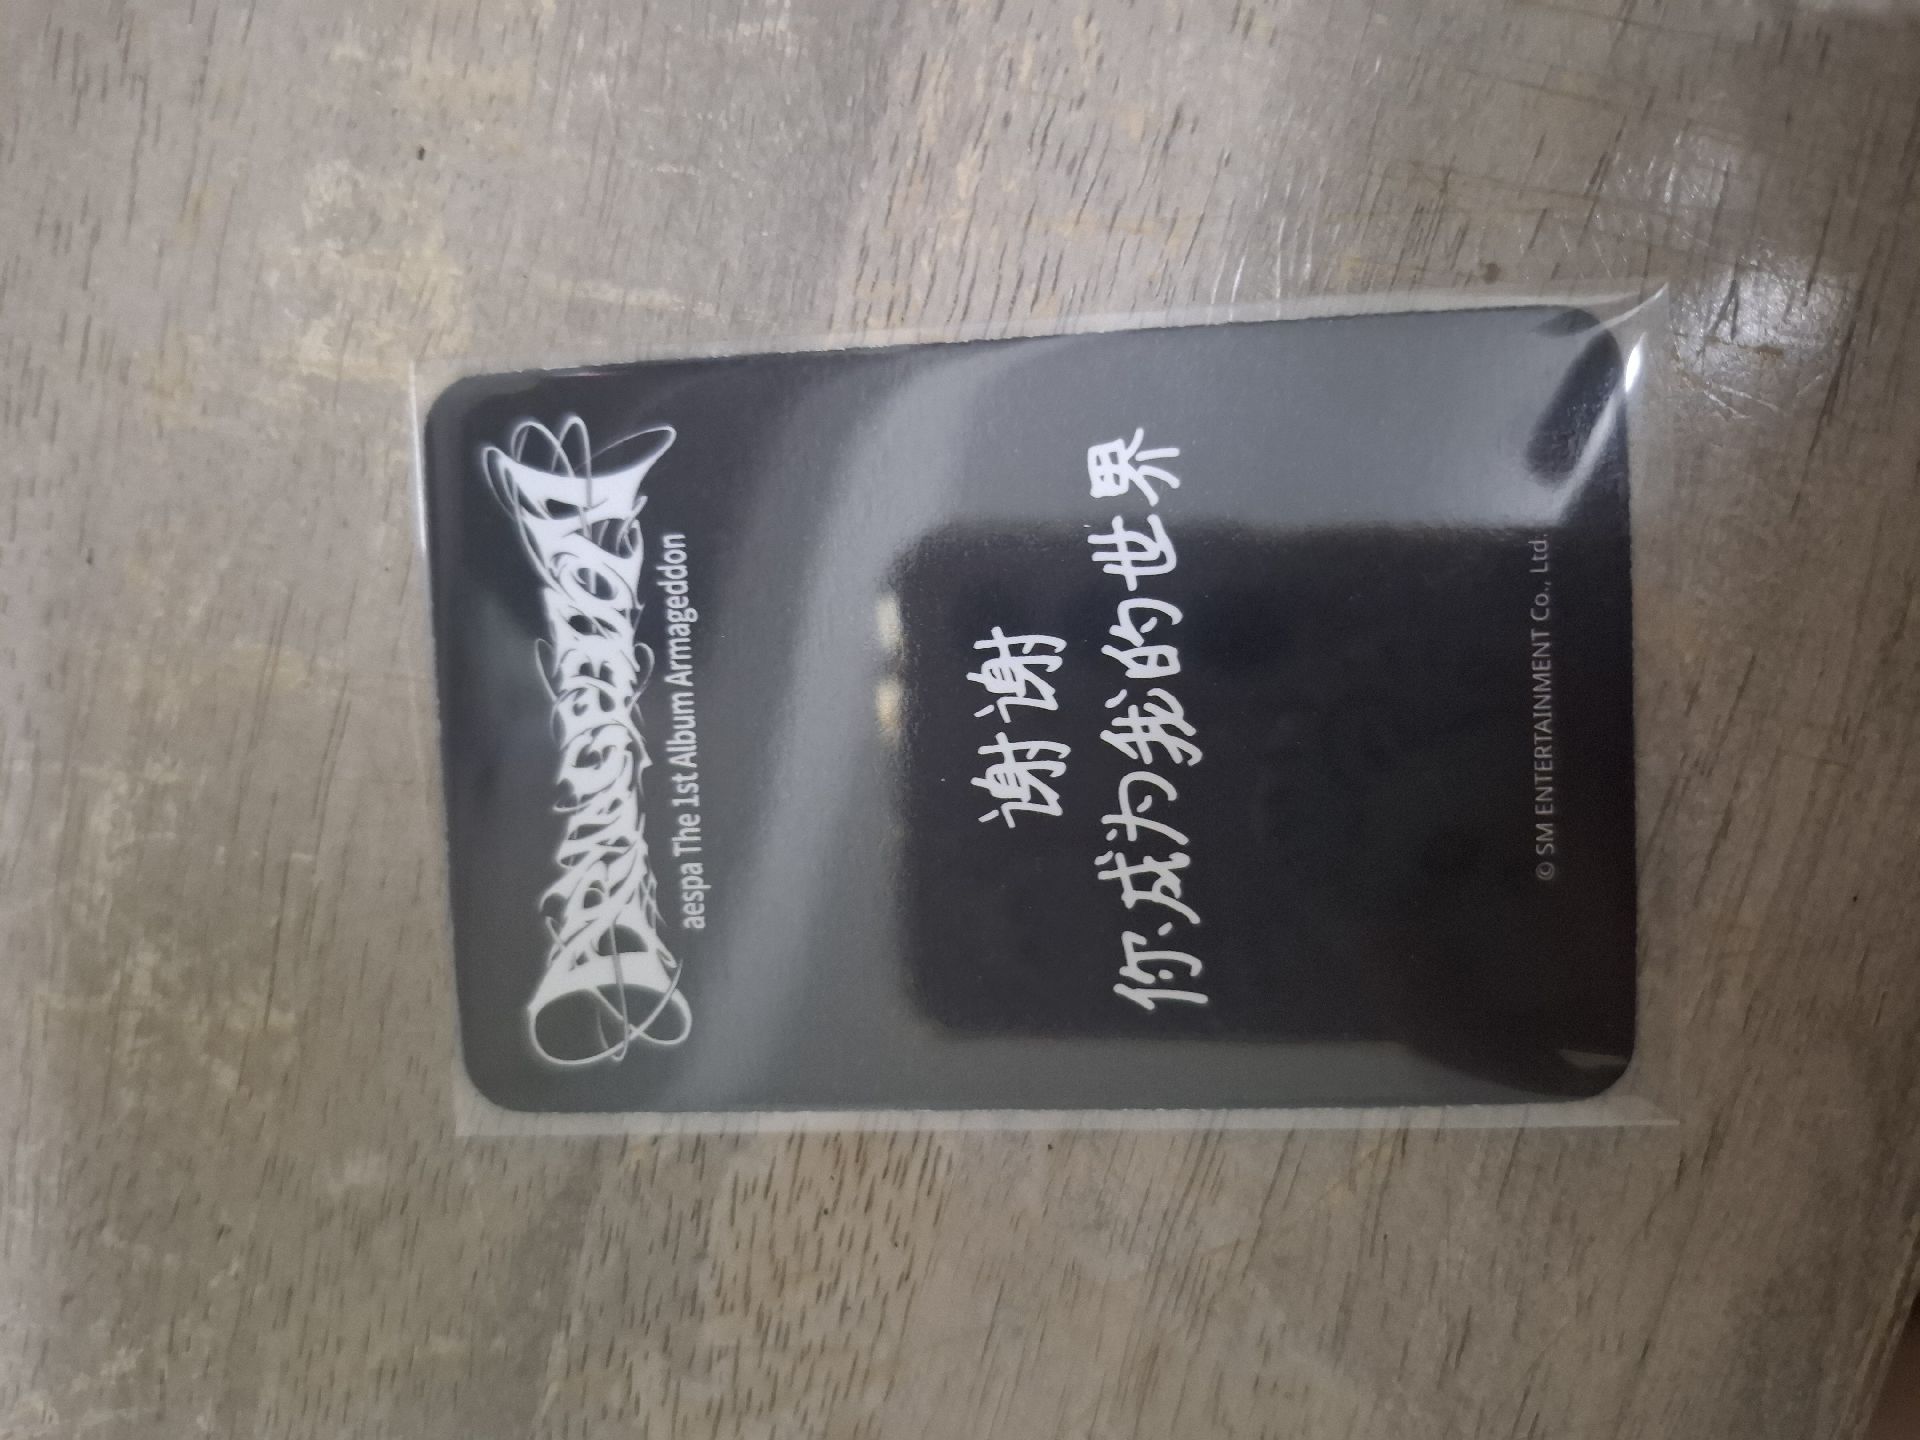 ARMAGEDDON
aespa The 1st Album Armageddon
谢谢
你成为我的世界
© SM ENTERTAINMENT Co., Ltd.